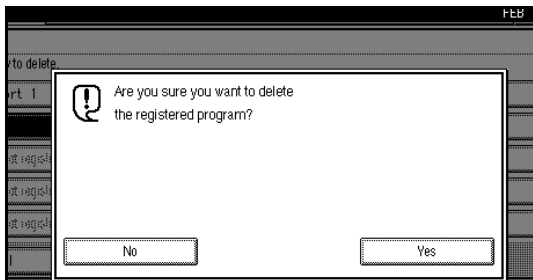 FEB
to delete.
rt 1
Are you sure you want to delete
the registered program?
No
Yes